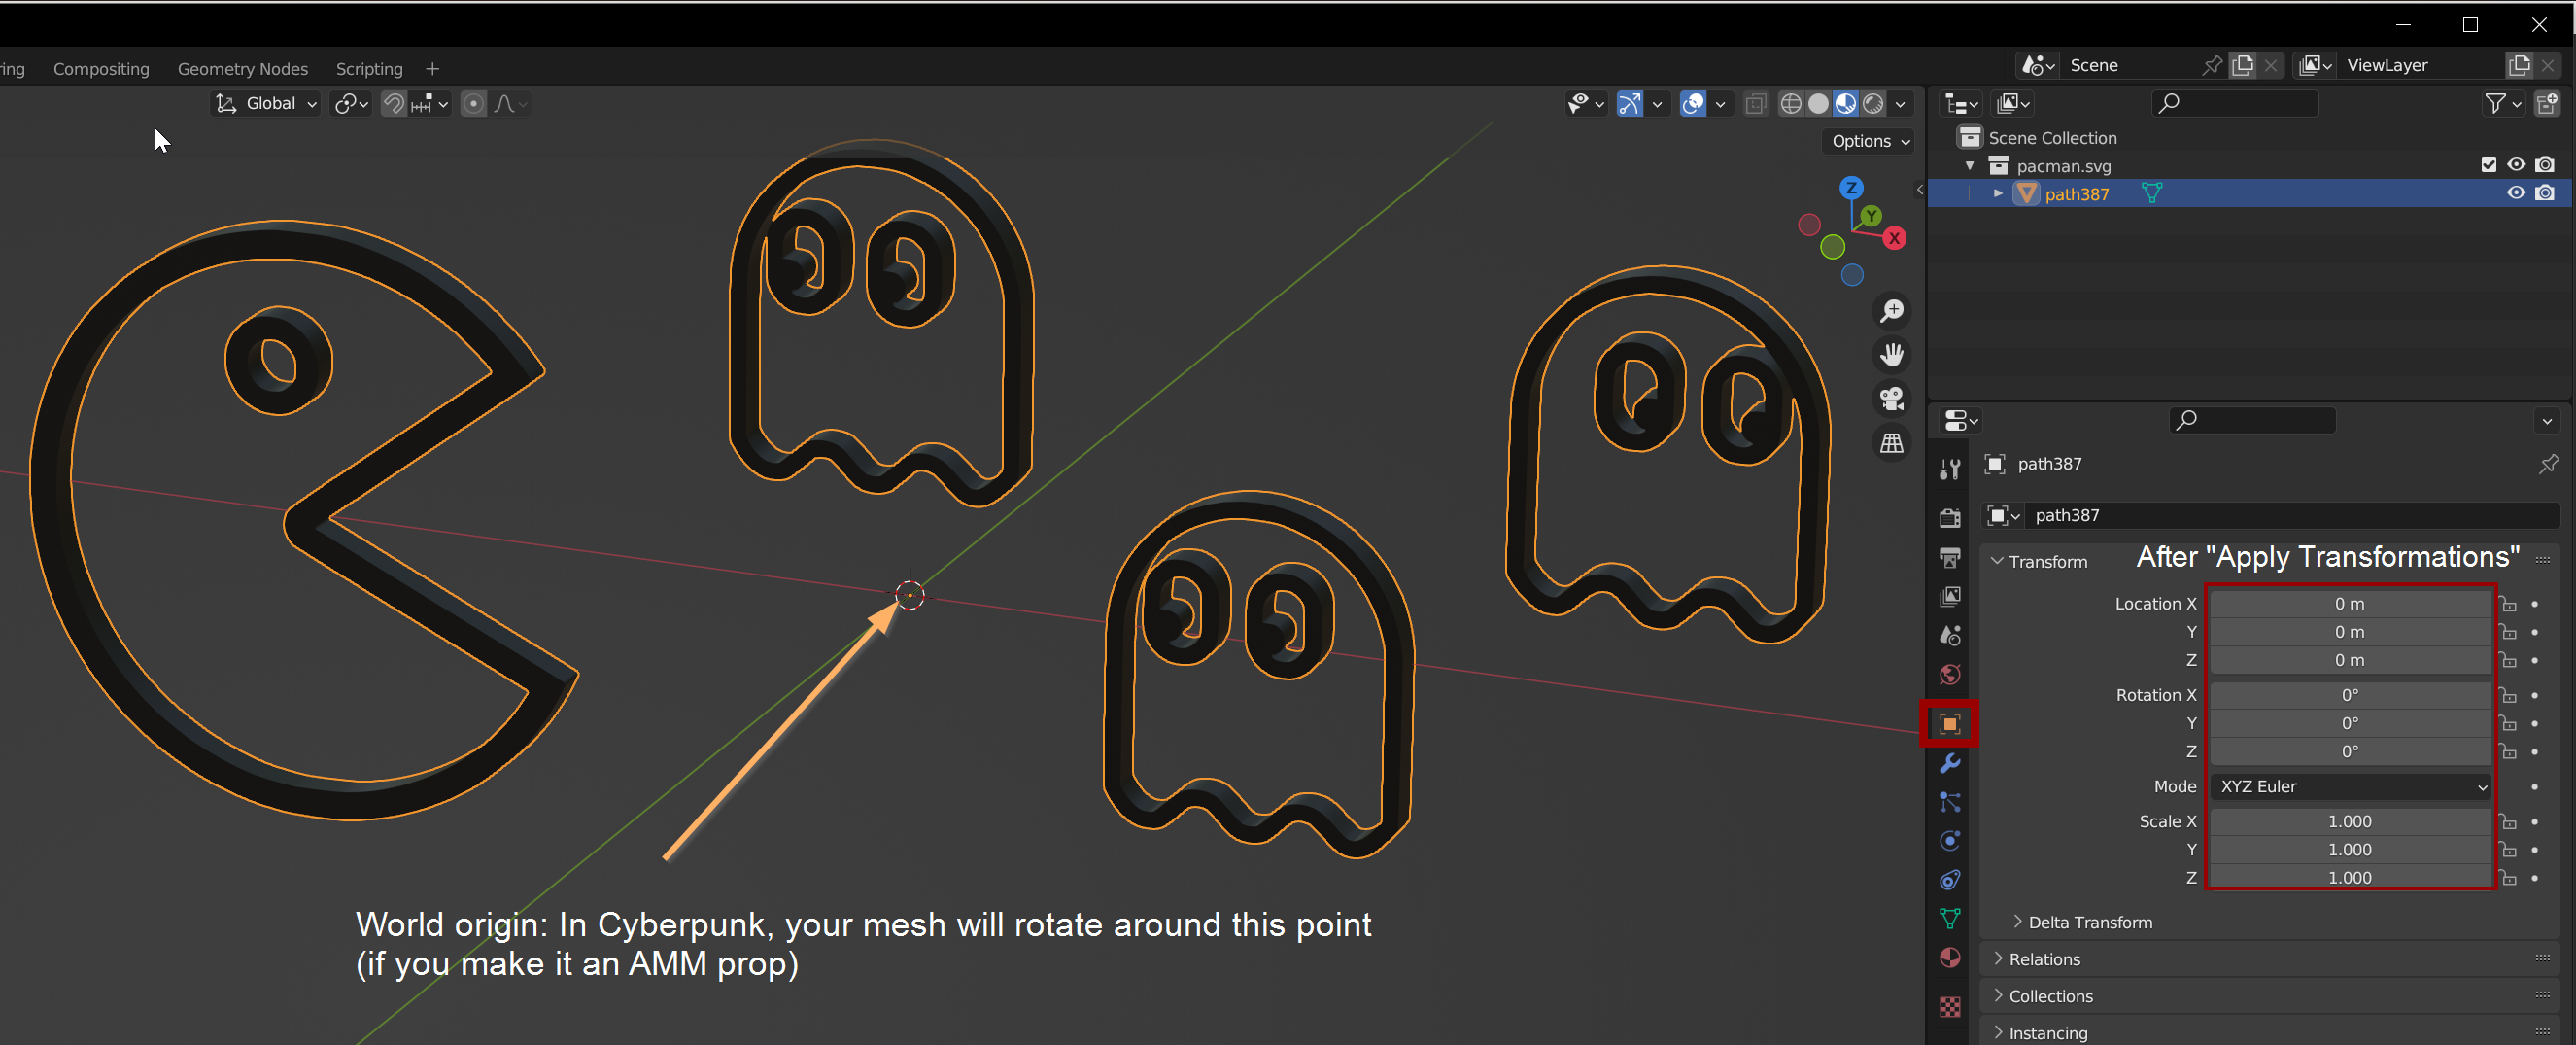 ring Compositing Geometry Nodes Scripting +
Scene
ViewLayer
Global
Options
Z
Y
X
World origin: In Cyberpunk, your mesh will rotate around this point
(if you make it an AMM prop)
Scene Collection
pacman.svg
path387
path387
path387
Transform
After "Apply Transformations"
Location X 0 m
Y 0 m
Z 0 m
Rotation X 0°
Y 0°
Z 0°
Mode XYZ Euler
Scale X 1.000
Y 1.000
Z 1.000
Delta Transform
Relations
Collections
Instancing